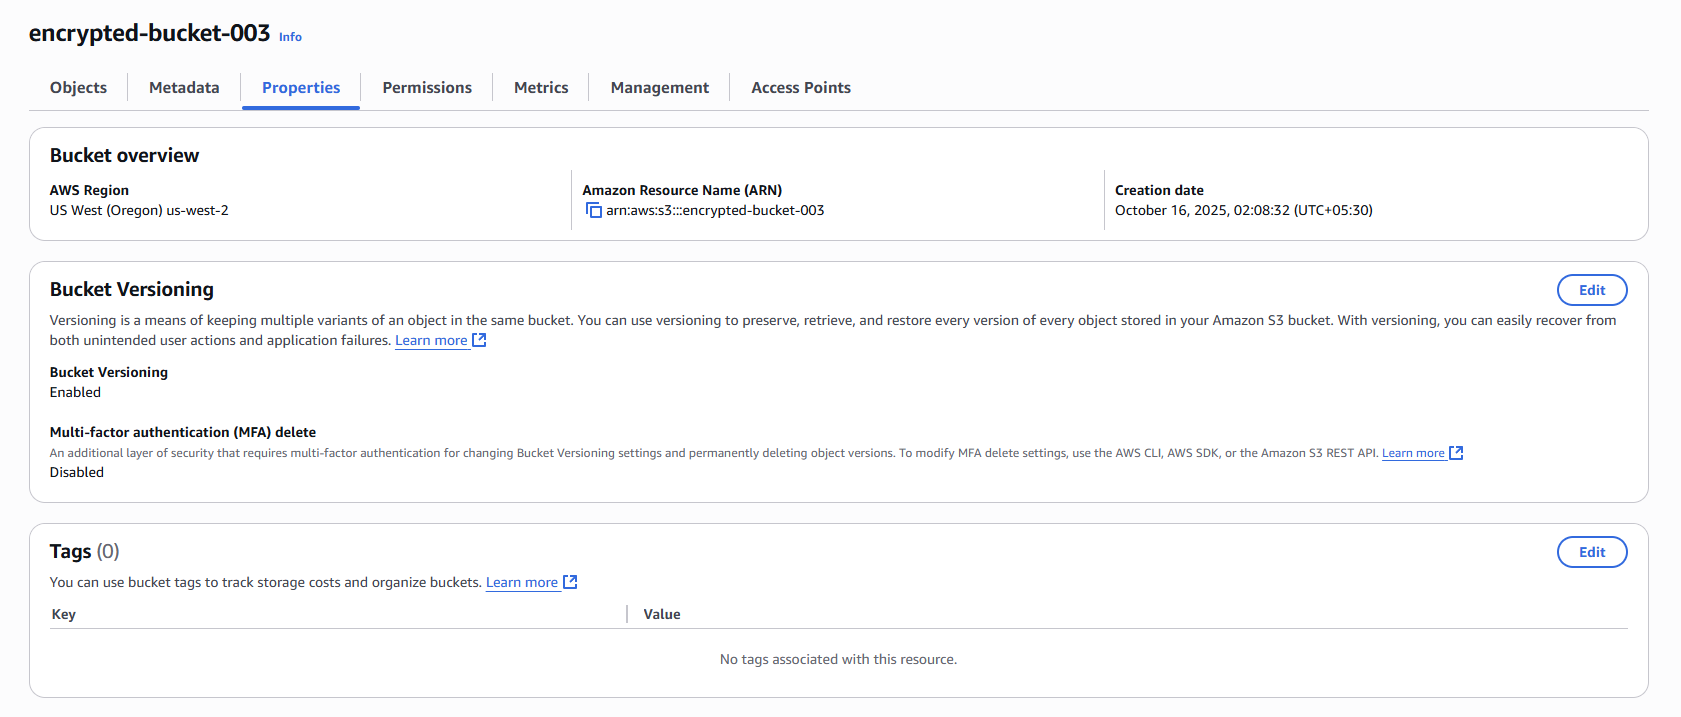 encrypted-bucket-003 Info
Objects Metadata Properties Permissions Metrics Management Access Points
Bucket overview
AWS Region
US West (Oregon) us-west-2
Amazon Resource Name (ARN)
arn:aws:s3:::encrypted-bucket-003
Creation date
October 16, 2025, 02:08:32 (UTC+05:30)
Bucket Versioning
Edit
Versioning is a means of keeping multiple variants of an object in the same bucket. You can use versioning to preserve, retrieve, and restore every version of every object stored in your Amazon S3 bucket. With versioning, you can easily recover from
both unintended user actions and application failures. Learn more
Bucket Versioning
Enabled
Multi-factor authentication (MFA) delete
An additional layer of security that requires multi-factor authentication for changing Bucket Versioning settings and permanently deleting object versions. To modify MFA delete settings, use the AWS CLI, AWS SDK, or the Amazon S3 REST API. Learn more
Disabled
Tags (0)
Edit
You can use bucket tags to track storage costs and organize buckets. Learn more
Key Value
No tags associated with this resource.